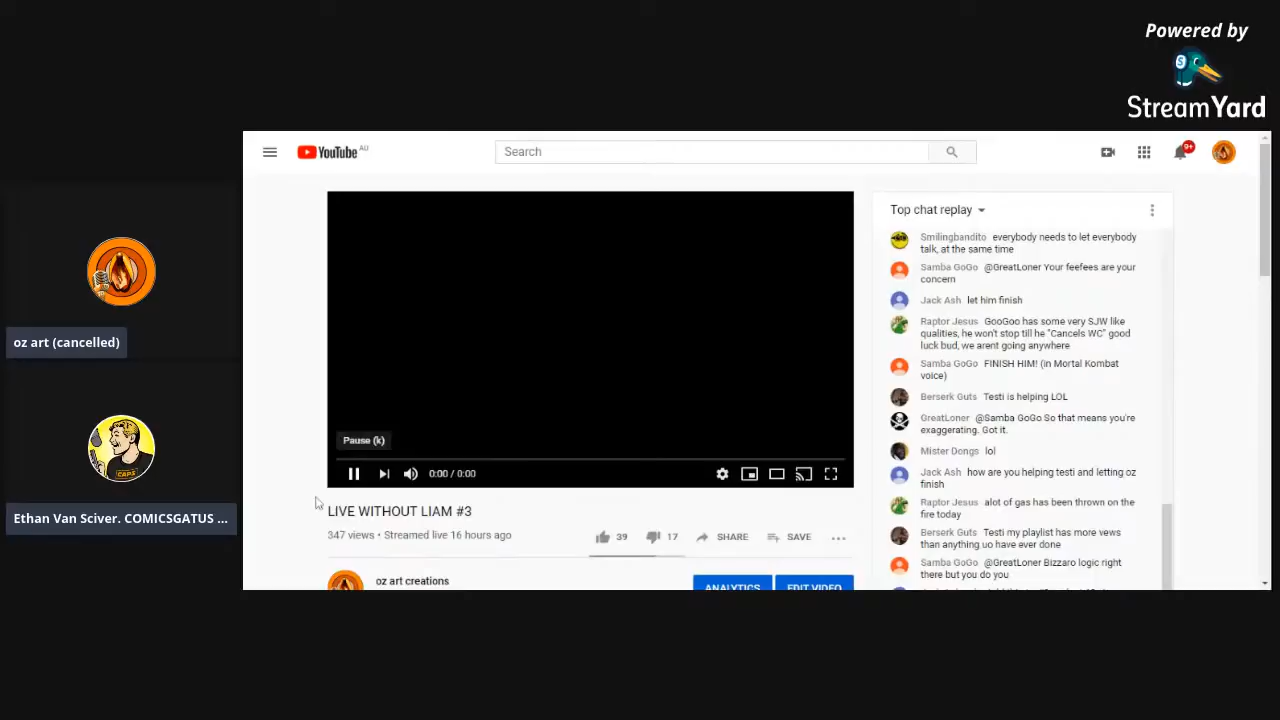 Powered by
StreamYard
oz art (cancelled)
Ethan Van Sciver. COMICSGATUS ...
YouTube AU
Search
9+
Pause (k)
0:00 / 0:00
LIVE WITHOUT LIAM #3
347 views • Streamed live 16 hours ago
39
17
SHARE
SAVE
oz art creations
ANALYTICS
EDIT VIDEO
Top chat replay
Smilingbandito everybody needs to let everybody
talk, at the same time
Samba GoGo @GreatLoner Your feefees are your
concern
Jack Ash let him finish
Raptor Jesus GooGoo has some very SJW like
qualities, he won't stop till he "Cancels WC" good
luck bud, we arent going anywhere
Samba GoGo FINISH HIM! (in Mortal Kombat
voice)
Berserk Guts Testi is helping LOL
GreatLoner @Samba GoGo So that means you're
exaggerating. Got it.
Mister Dongs lol
Jack Ash how are you helping testi and letting oz
finish
Raptor Jesus alot of gas has been thrown on the
fire today
Berserk Guts Testi my playlist has more vews
than anything uo have ever done
Samba GoGo @GreatLoner Bizzaro logic right
there but you do you